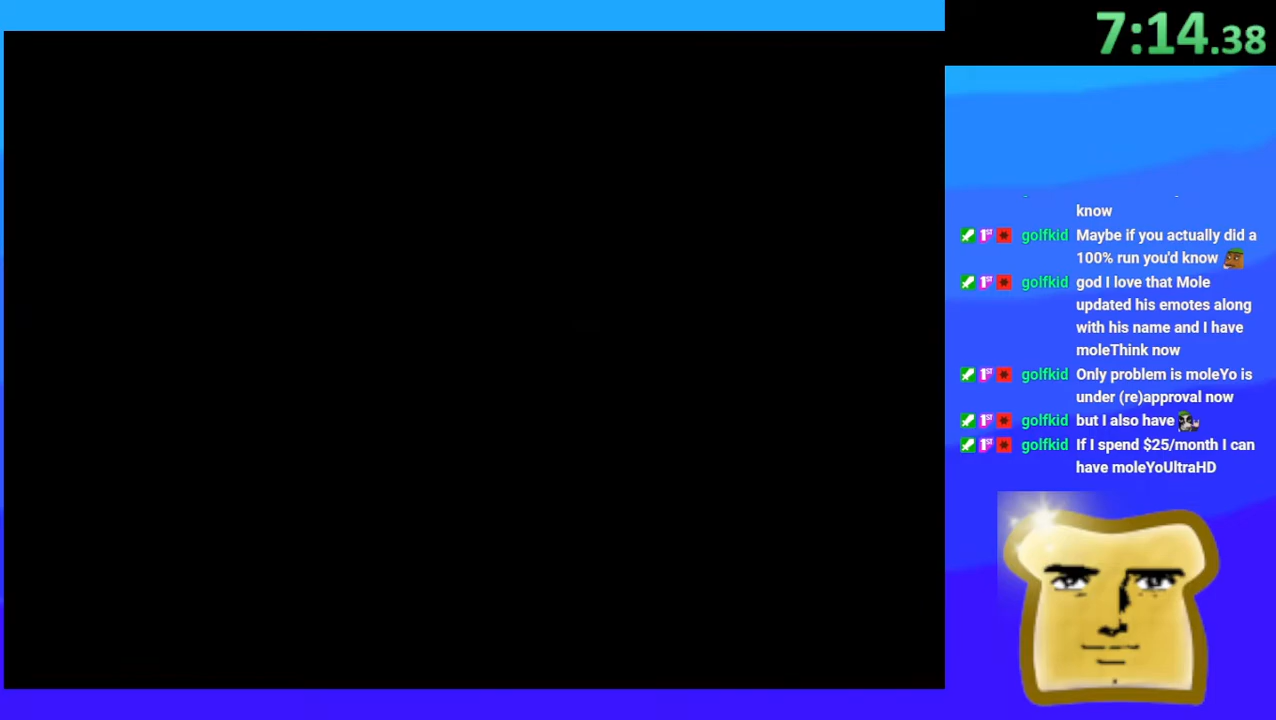 7:14.38
know
golfkid Maybe if you actually did a
100% run you'd know
golfkid god I love that Mole
updated his emotes along
with his name and I have
moleThink now
golfkid Only problem is moleYo is
under (re)approval now
golfkid but I also have
golfkid If I spend $25/month I can
have moleYoUltraHD